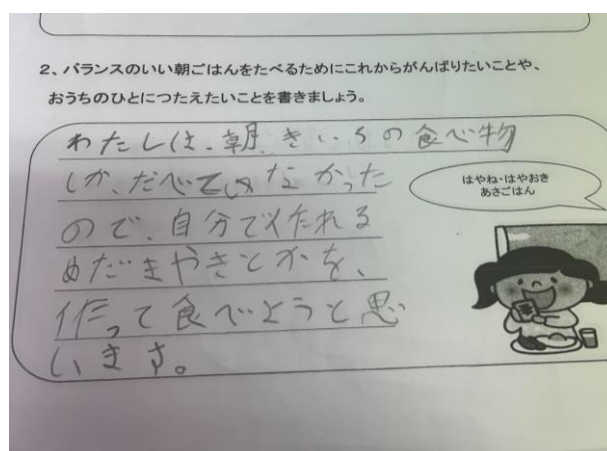 2、バランスのいい朝ごはんをたべるためにこれからがんばりたいことや、
おうちのひとにつたえたいことを書きましょう。
わたしは、朝、きいろの食べ物
しか、たべていなかった
ので、自分で作れる
めだまやきとかを、
作って食べようと思
います。
はやね・はやおき
あさごはん